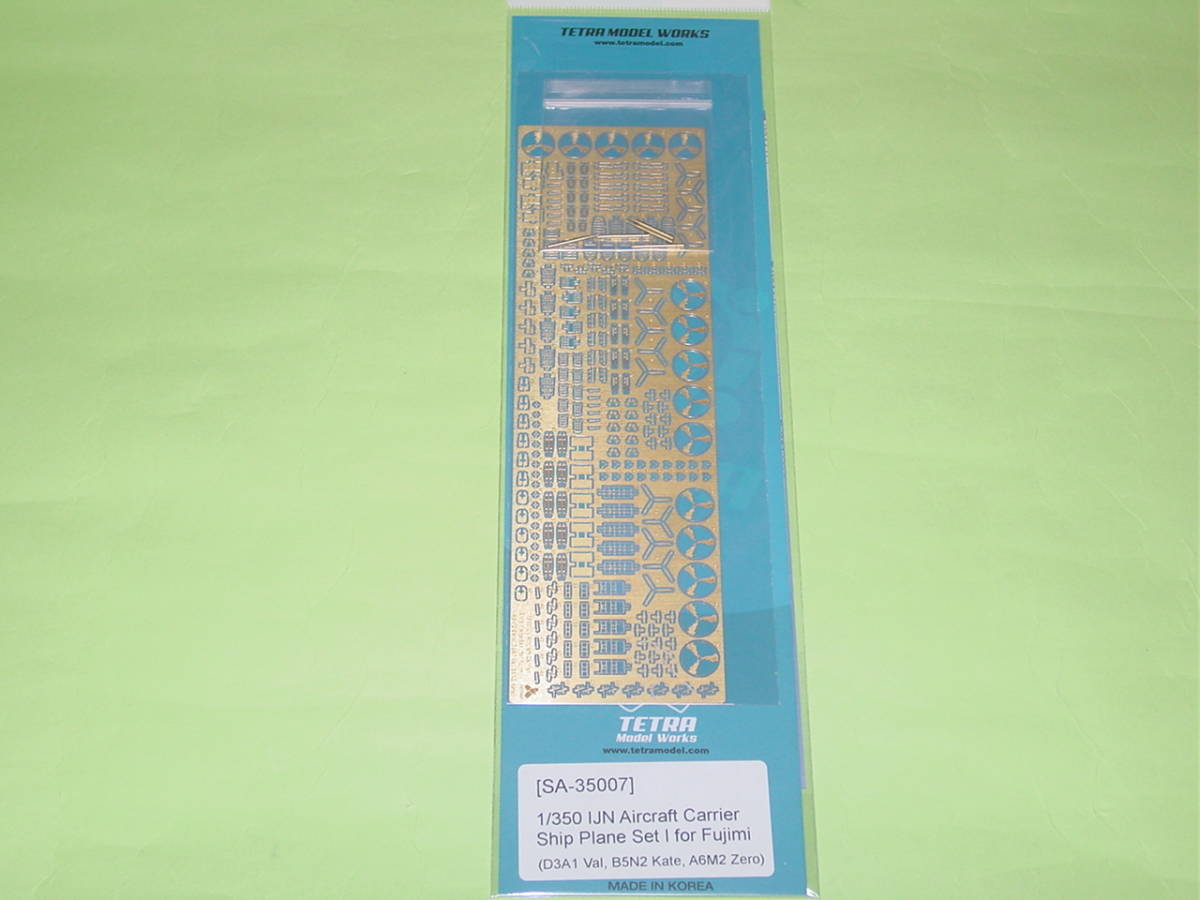 TETRA MODEL WORKS
www.tetramodel.com
TETRA
Model Works
www.tetramodel.com
[SA-35007]
1/350 IJN Aircraft Carrier
Ship Plane Set I for Fujimi
(D3A1 Val, B5N2 Kate, A6M2 Zero)
MADE IN KOREA